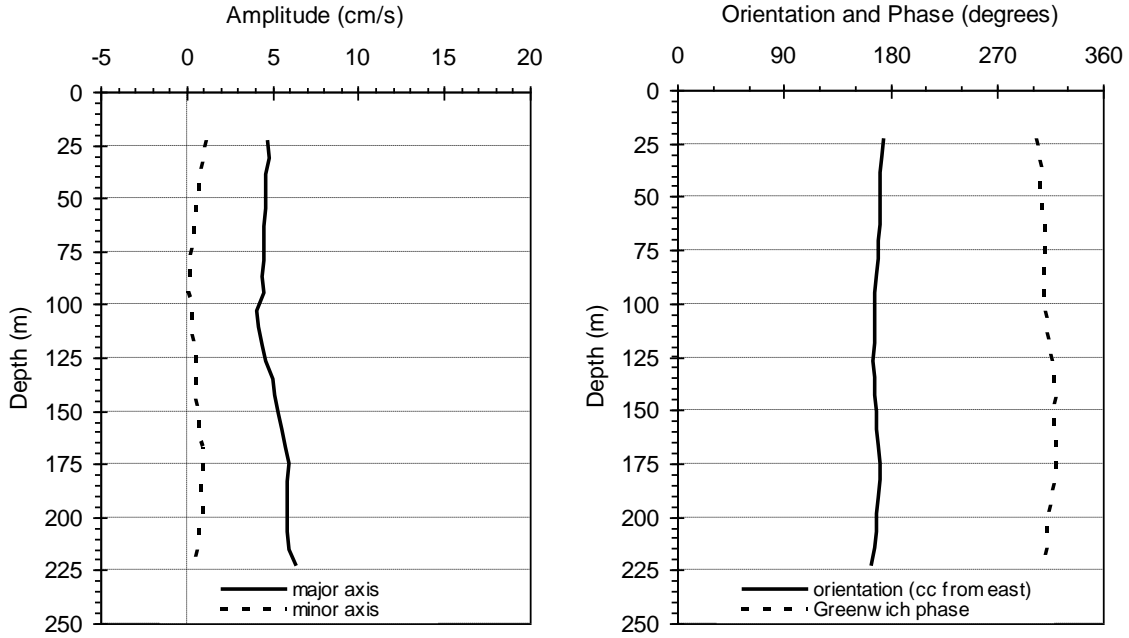 Amplitude (cm/s)
-5 0 5 10 15 20
0
25
50
75
100
125
150
175
200
225
250
Depth (m)
major axis
minor axis
Orientation and Phase (degrees)
0 90 180 270 360
0
25
50
75
100
125
150
175
200
225
250
Depth (m)
orientation (cc from east)
Greenwich phase